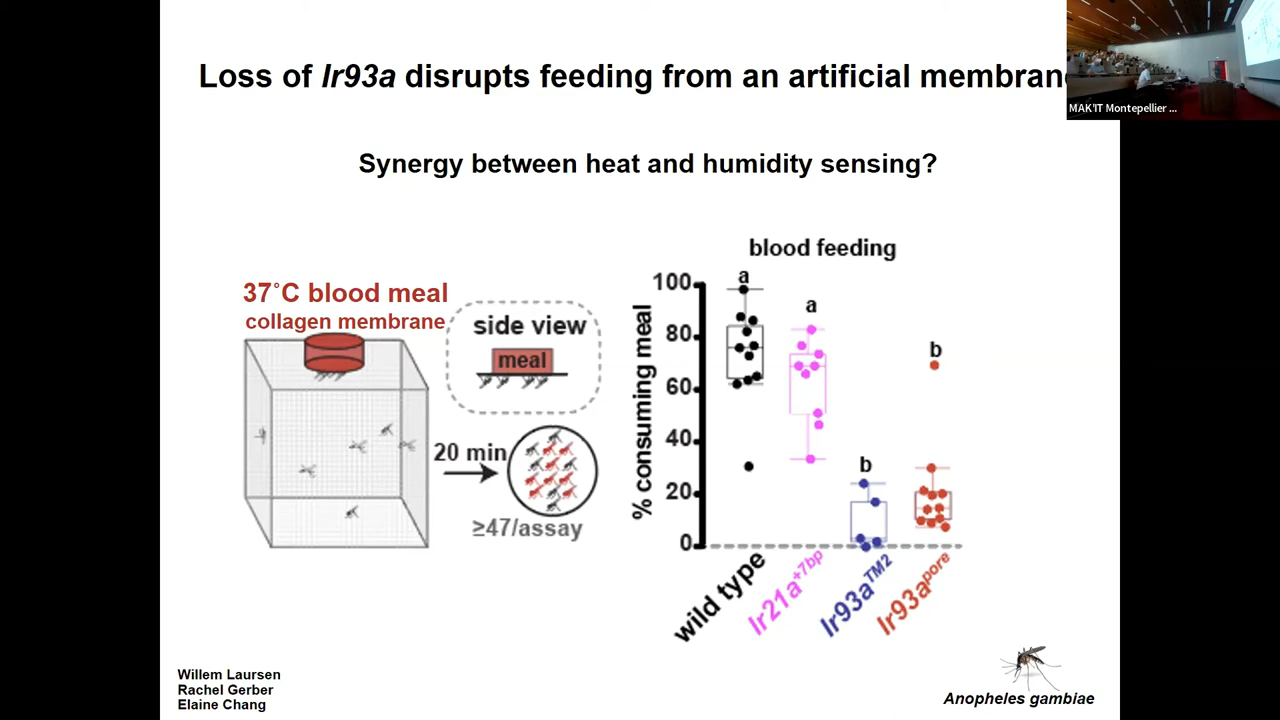 Loss of Ir93a disrupts feeding from an artificial membran
MAK'IT Montepellier ...
Synergy between heat and humidity sensing?
37°C blood meal
collagen membrane
side view
meal
20 min
≥47/assay
blood feeding
% consuming meal
100
80
60
40
20
0
a
a
b
b
wild type
Ir21a+7bp
Ir93aTM2
Ir93apore
Willem Laursen
Rachel Gerber
Elaine Chang
Anopheles gambiae